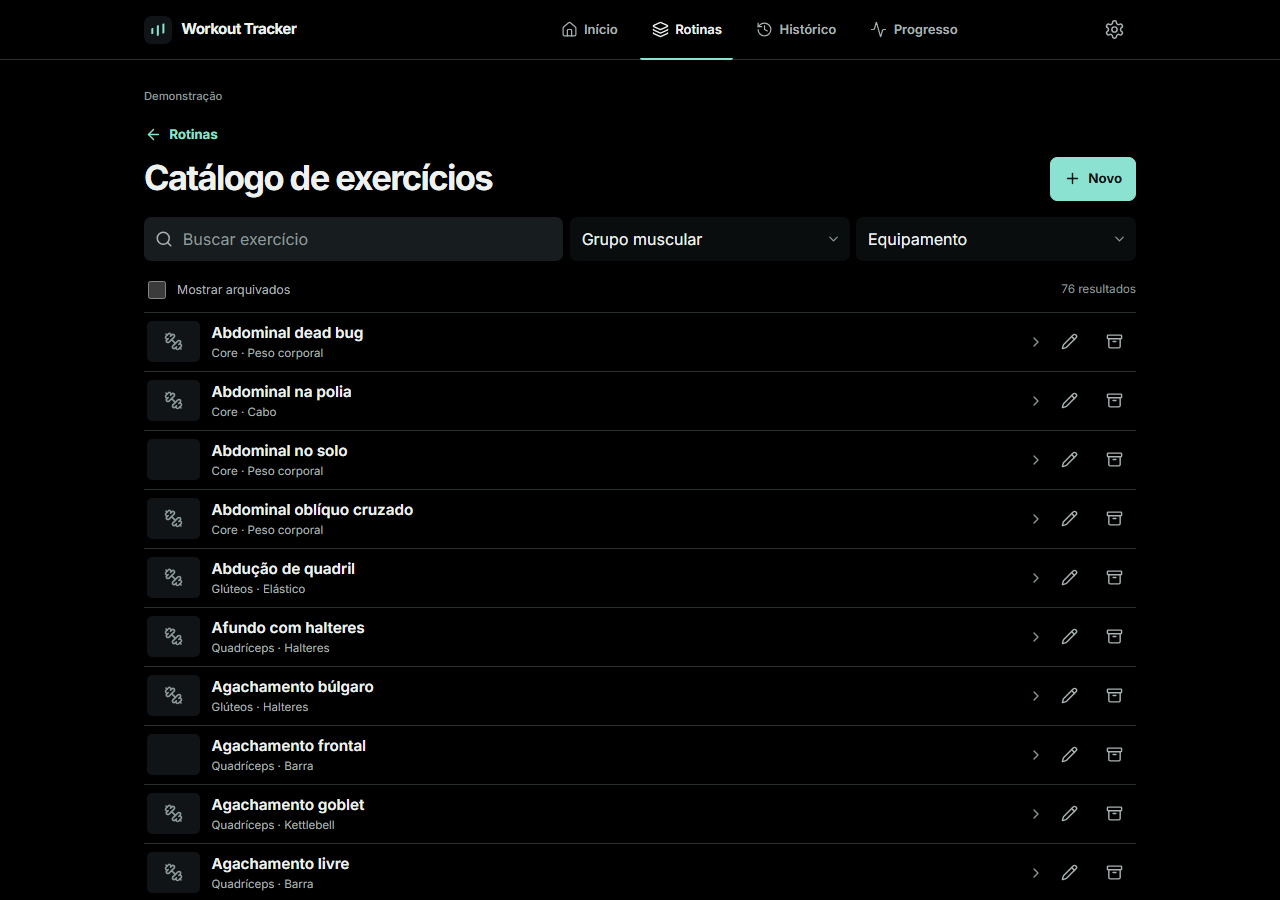 Workout Tracker
Início
Rotinas
Histórico
Progresso
Demonstração
Rotinas
Catálogo de exercícios
Novo
Buscar exercício
Grupo muscular
Equipamento
Mostrar arquivados
76 resultados
Abdominal dead bug
Core · Peso corporal
Abdominal na polia
Core · Cabo
Abdominal no solo
Core · Peso corporal
Abdominal oblíquo cruzado
Core · Peso corporal
Abdução de quadril
Glúteos · Elástico
Afundo com halteres
Quadríceps · Halteres
Agachamento búlgaro
Glúteos · Halteres
Agachamento frontal
Quadríceps · Barra
Agachamento goblet
Quadríceps · Kettlebell
Agachamento livre
Quadríceps · Barra